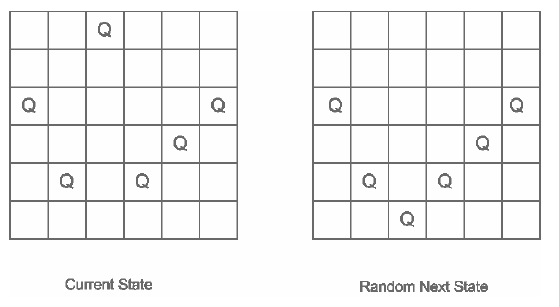 Q
Q Q Q Q
Q Q
Q Q Q Q
Q
Current State Random Next State